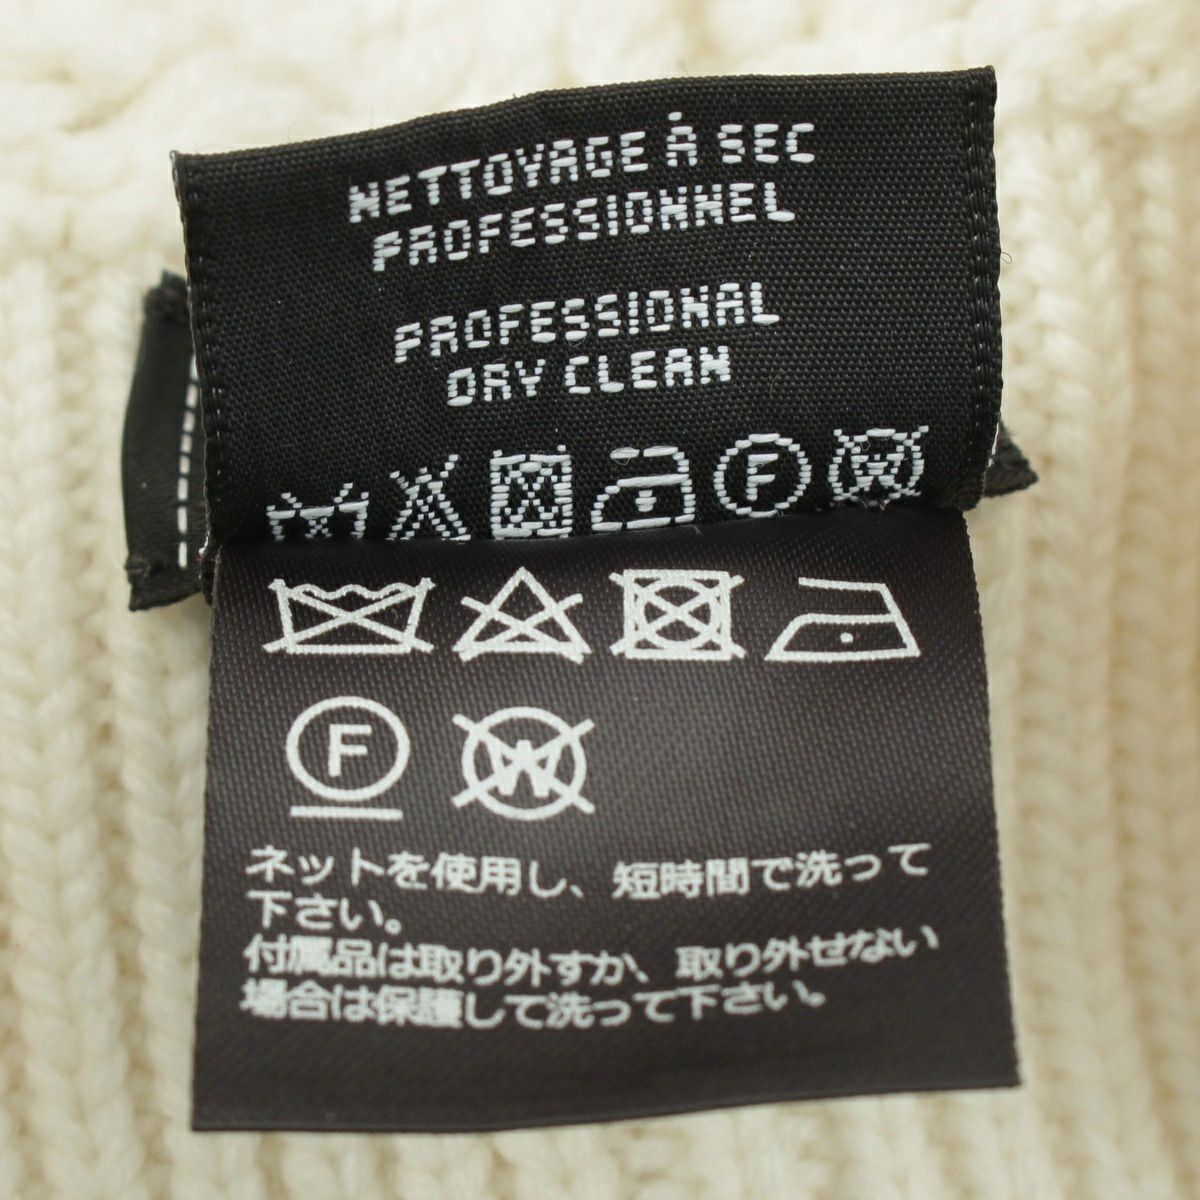 NETTOYAGE À SEC
PROFESSIONNEL
PROFESSIONAL
DRY CLEAN
F W
F W
ネットを使用し、短時間で洗って
下さい。
付属品は取り外すか、取り外せない
場合は保護して洗って下さい。